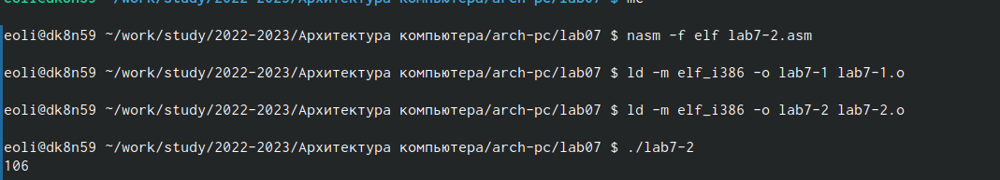 eoli@dk8n59 ~/work/study/2022-2023/Архитектура компьютера/arch-pc/lab07 $ mc
eoli@dk8n59 ~/work/study/2022-2023/Архитектура компьютера/arch-pc/lab07 $ nasm -f elf lab7-2.asm
eoli@dk8n59 ~/work/study/2022-2023/Архитектура компьютера/arch-pc/lab07 $ ld -m elf_i386 -o lab7-1 lab7-1.o
eoli@dk8n59 ~/work/study/2022-2023/Архитектура компьютера/arch-pc/lab07 $ ld -m elf_i386 -o lab7-2 lab7-2.o
eoli@dk8n59 ~/work/study/2022-2023/Архитектура компьютера/arch-pc/lab07 $ ./lab7-2
106